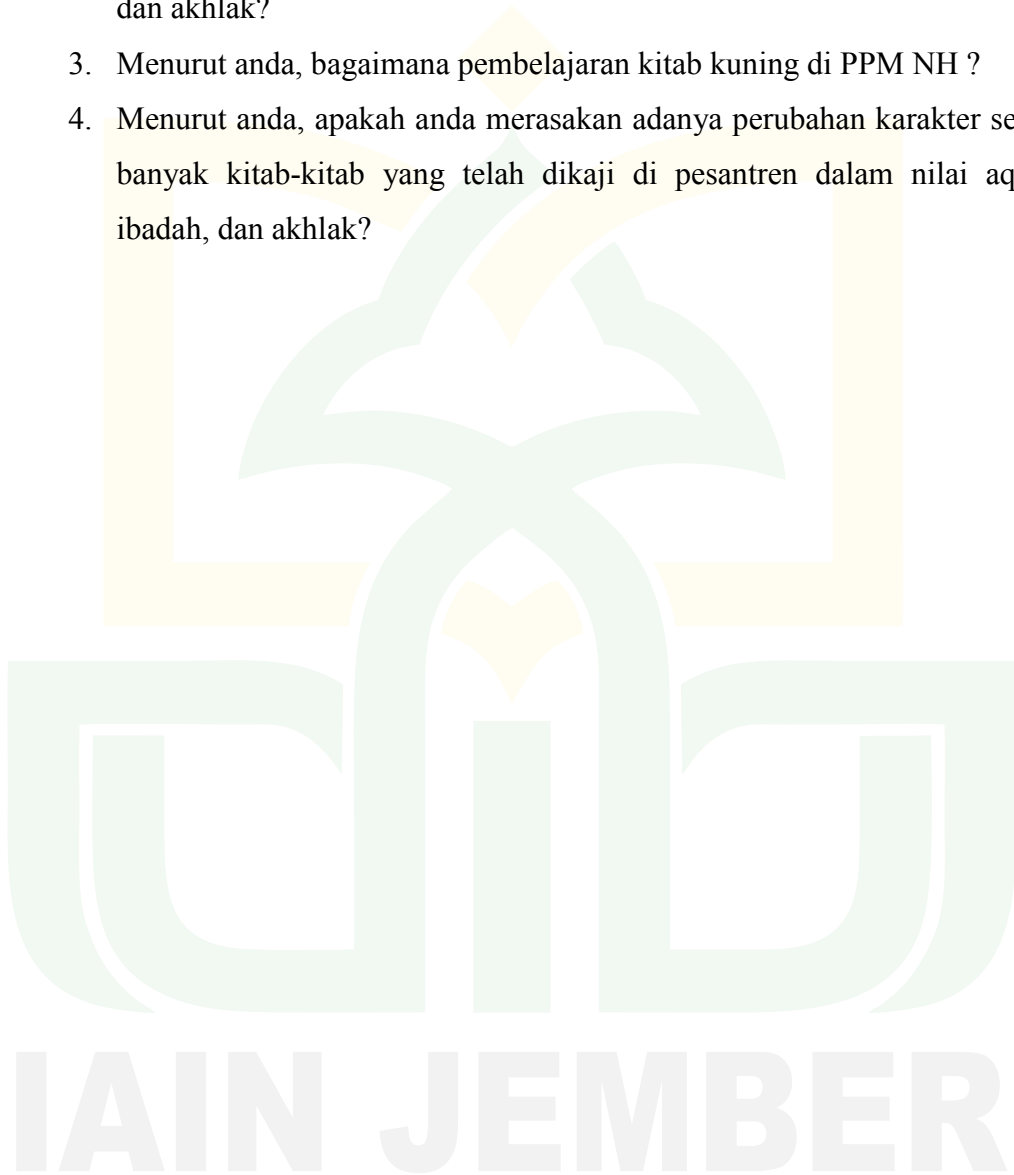 dan akhlak?
3. Menurut anda, bagaimana pembelajaran kitab kuning di PPM NH ?
4. Menurut anda, apakah anda merasakan adanya perubahan karakter se
banyak kitab-kitab yang telah dikaji di pesantren dalam nilai aq
ibadah, dan akhlak?
IAIN JEMBER